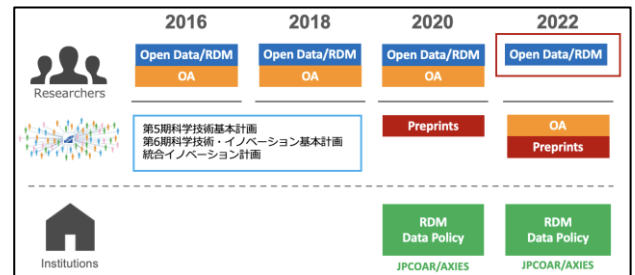 2016 2018 2020 2022
Open Data/RDM Open Data/RDM Open Data/RDM Open Data/RDM
OA OA OA
Researchers
第5期科学技術基本計画
第6期科学技術・イノベーション基本計画
統合イノベーション計画
Preprints OA
Preprints
RDM RDM
Data Policy Data Policy
Institutions JPCOAR/AXIES JPCOAR/AXIES